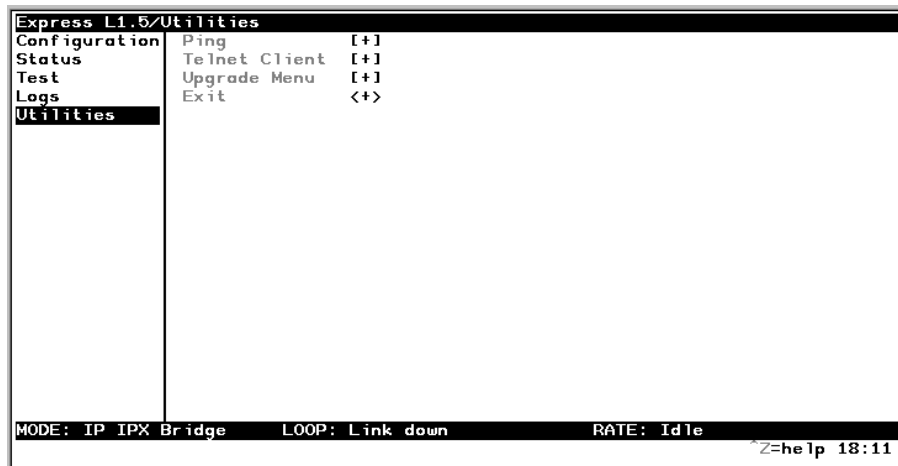 Express L1.5/Utilities
Configuration Ping [+]
Status Telnet Client [+]
Test Upgrade Menu [+]
Logs Exit <+>
Utilities
MODE: IP IPX Bridge LOOP: Link down RATE: Idle
^Z=help 18:11